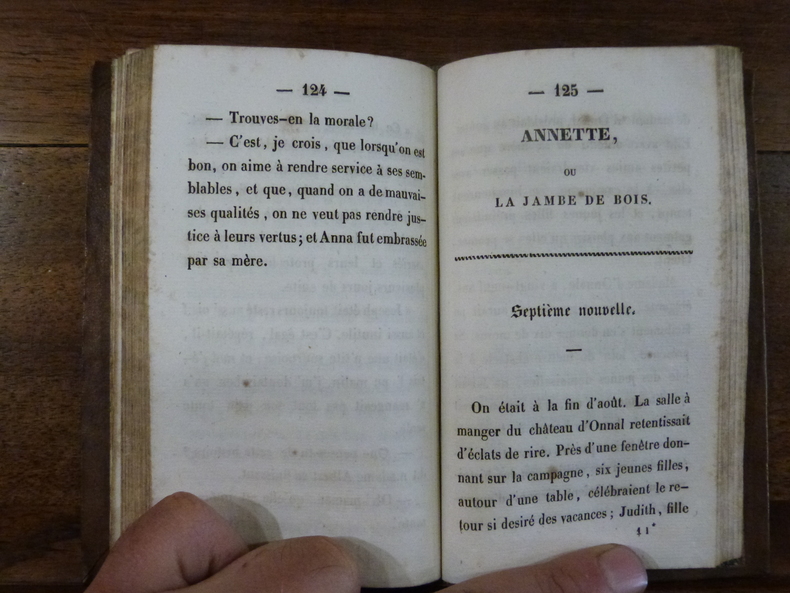 — 124 —
— Trouves-en la morale?
— C'est, je crois, que lorsqu'on est
bon, on aime à rendre service à ses sem-
blables, et que, quand on a de mauvai-
ses qualités, on ne veut pas rendre jus-
tice à leurs vertus; et Anna fut embrassée
par sa mère.
— 125 —
ANNETTE,
OU
LA JAMBE DE BOIS.
Septième nouvelle.
On était à la fin d'août. La salle à
manger du château d'Onnal retentissait
d'éclats de rire. Près d'une fenêtre don-
nant sur la campagne, six jeunes filles,
autour d'une table, célébraient le re-
tour si desiré des vacances; Judith, fille
11*